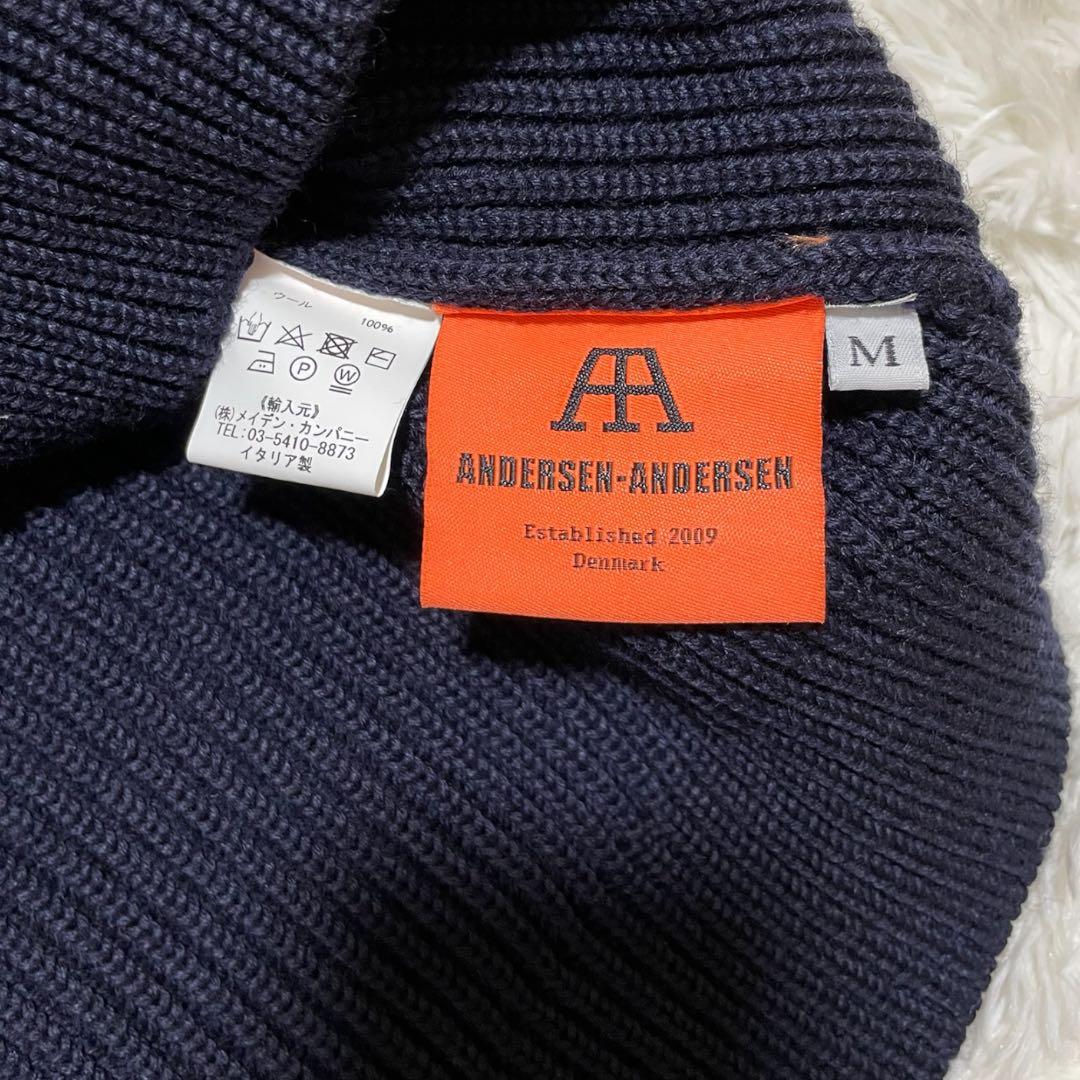 ウール 100%
P W
《輸入元》
(株)メイデン・カンパニー
TEL:03-5410-8873
イタリア製
AA
ANDERSEN-ANDERSEN
Established 2009
Denmark
M